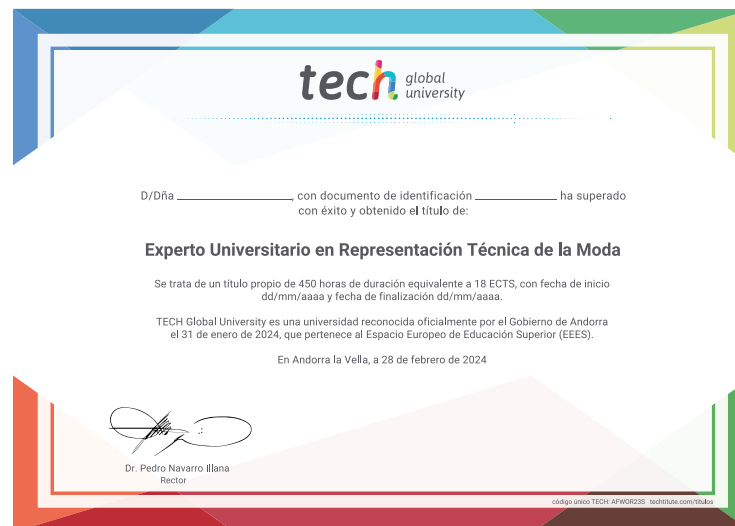 tech global university
D/Dña ______________, con documento de identificación __________ ha superado
con éxito y obtenido el título de:
Experto Universitario en Representación Técnica de la Moda
Se trata de un título propio de 450 horas de duración equivalente a 18 ECTS, con fecha de inicio
dd/mm/aaaa y fecha de finalización dd/mm/aaaa.
TECH Global University es una universidad reconocida oficialmente por el Gobierno de Andorra
el 31 de enero de 2024, que pertenece al Espacio Europeo de Educación Superior (EEES).
En Andorra la Vella, a 28 de febrero de 2024
Dr. Pedro Navarro Illana
Rector
código único TECH: AFWOR23S techtitute.com/titulos